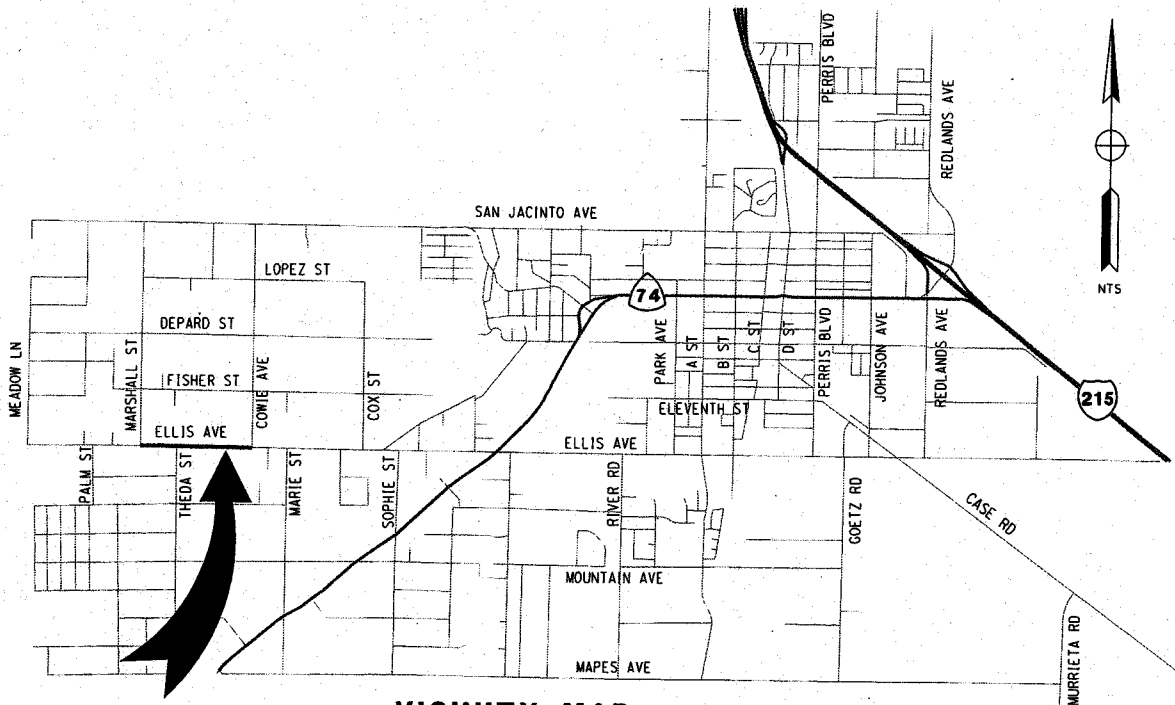 PERRIS BLVD
REDLANDS AVE
SAN JACINTO AVE
LOPEZ ST
74
NTS
DEPARD ST
MEADOW LN
MARSHALL ST
FISHER ST
COWIE AVE
COX ST
PARK AVE
A ST
B ST
C ST
D ST
PERRIS BLVD
JOHNSON AVE
REDLANDS AVE
215
ELEVENTH ST
ELLIS AVE
ELLIS AVE
PALM ST
THEDA ST
MARIE ST
SOPHIE ST
RIVER RD
GOETZ RD
CASE RD
MOUNTAIN AVE
MAPES AVE
MURRIETA RD
VICINITY MAP